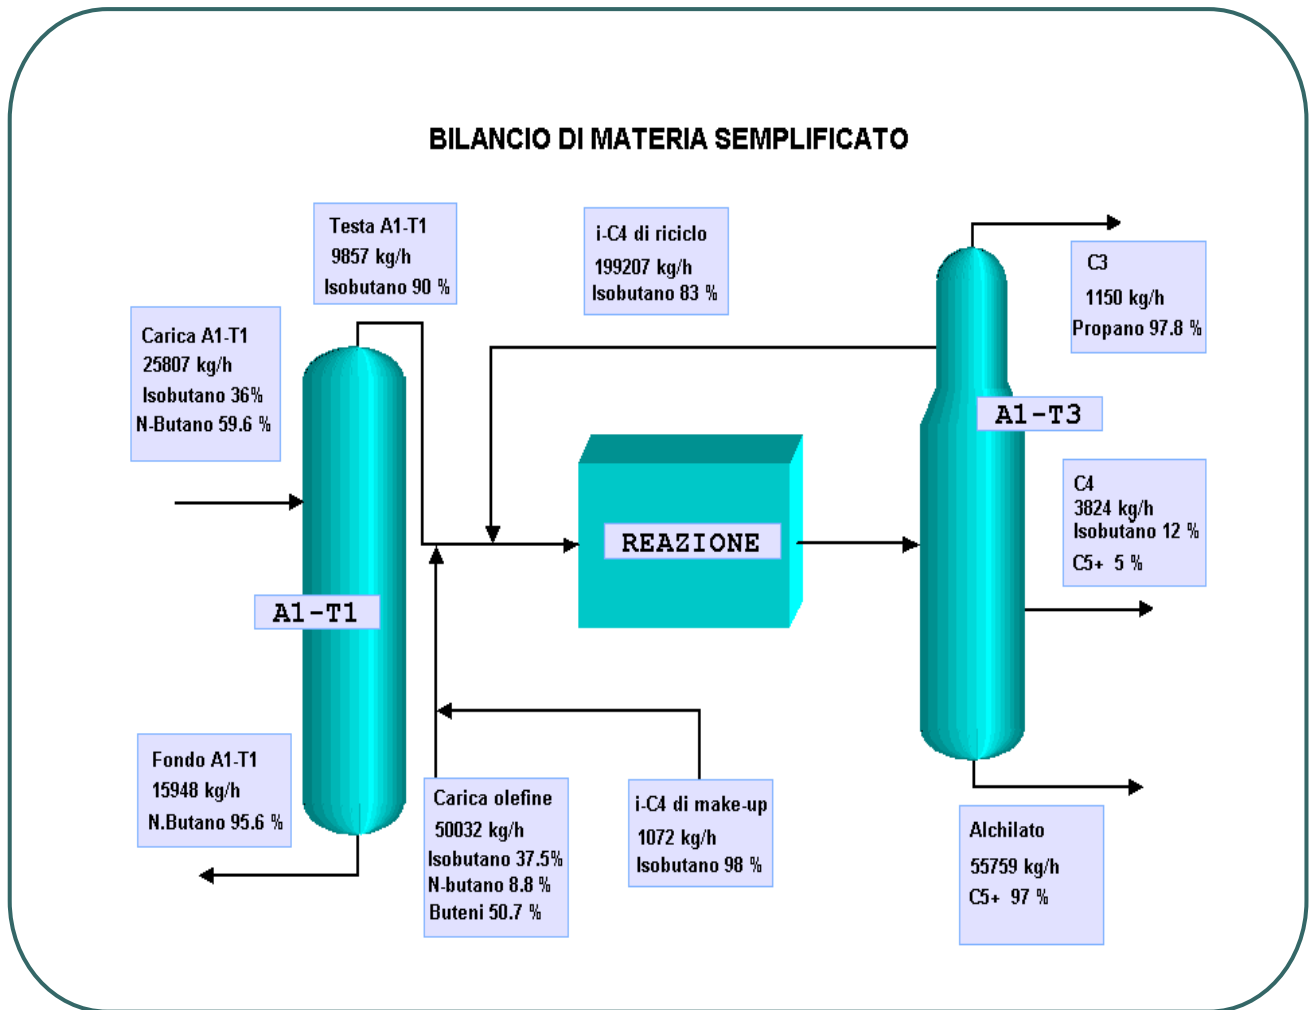 BILANCIO DI MATERIA SEMPLIFICATO
Testa A1-T1
9857 kg/h
Isobutano 90 %
i-C4 di riciclo
199207 kg/h
Isobutano 83 %
C3
1150 kg/h
Propano 97.8 %
Carica A1-T1
25807 kg/h
Isobutano 36%
N-Butano 59.6 %
A1-T3
C4
3824 kg/h
Isobutano 12 %
C5+ 5 %
REAZIONE
A1-T1
Fondo A1-T1
15948 kg/h
N.Butano 95.6 %
Carica olefine
50032 kg/h
Isobutano 37.5%
N-butano 8.8 %
Buteni 50.7 %
i-C4 di make-up
1072 kg/h
Isobutano 98 %
Alchilato
55759 kg/h
C5+ 97 %